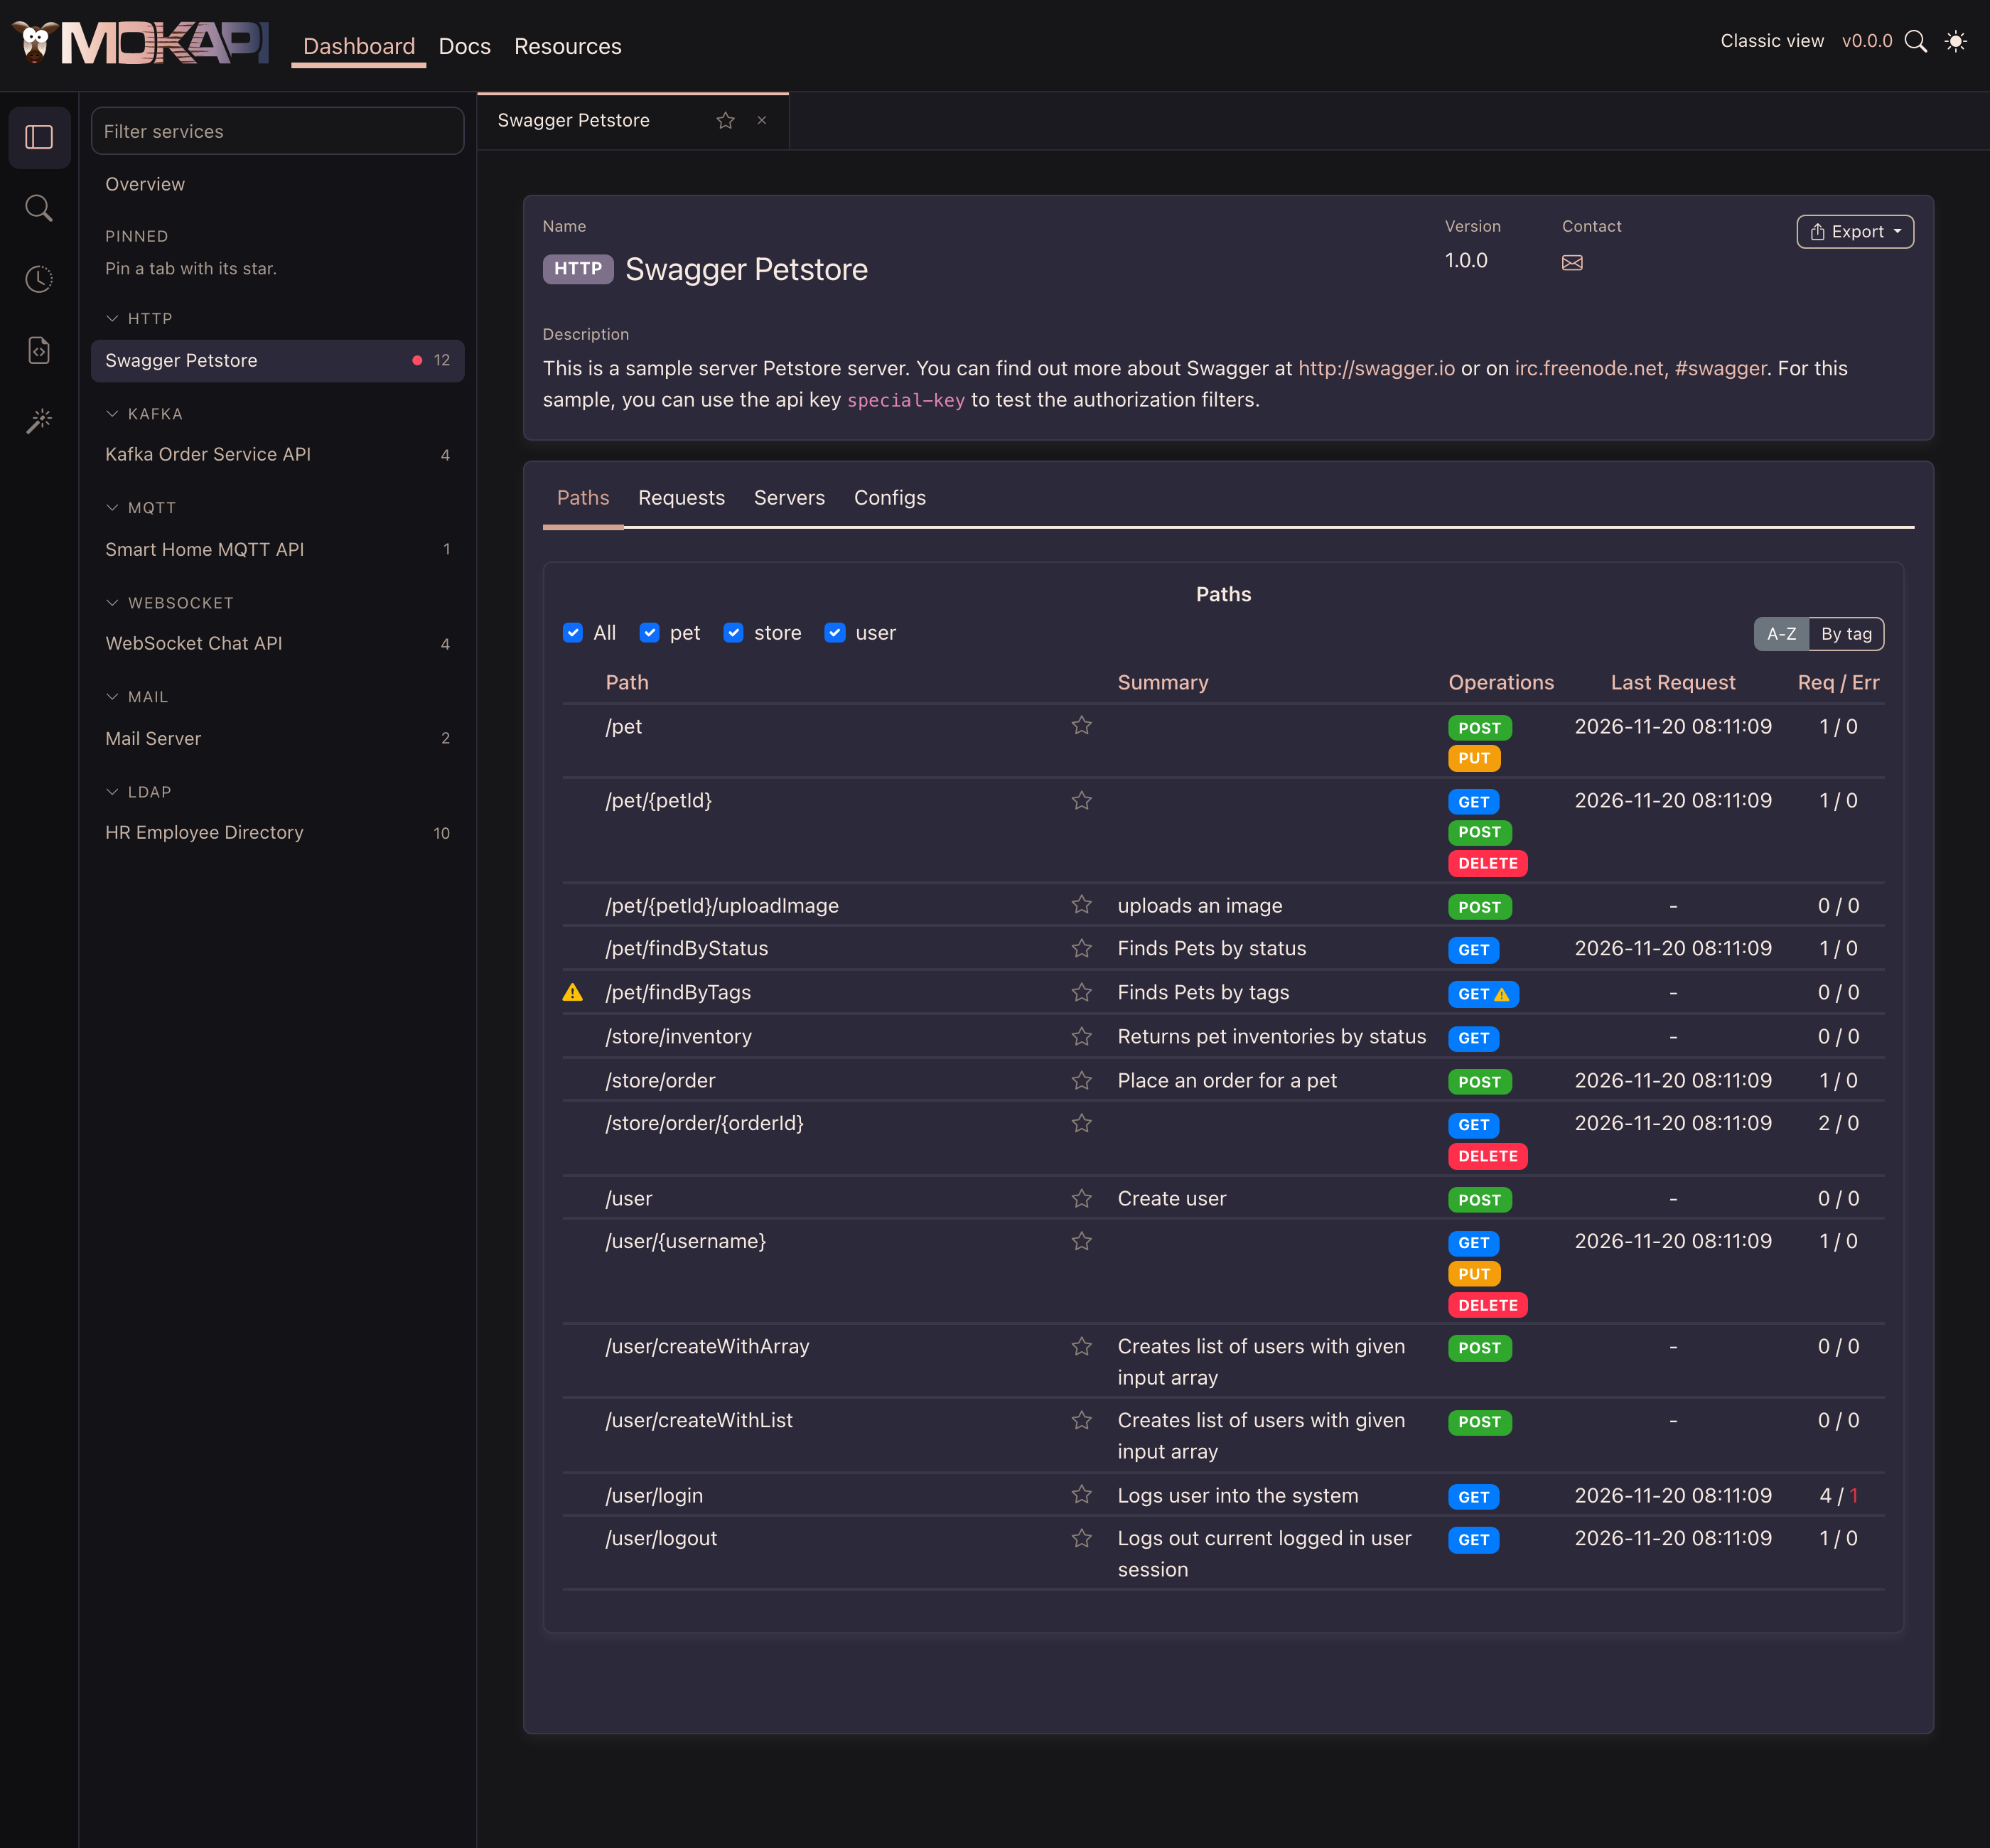 MOKAPI
Dashboard
Docs
Resources
Classic view
v0.0.0
Filter services
Overview
PINNED
Pin a tab with its star.
HTTP
Swagger Petstore
12
KAFKA
Kafka Order Service API
4
MQTT
Smart Home MQTT API
1
WEBSOCKET
WebSocket Chat API
4
MAIL
Mail Server
2
LDAP
HR Employee Directory
10
Swagger Petstore
Name
HTTP Swagger Petstore
Version
1.0.0
Contact
Export
Description
This is a sample server Petstore server. You can find out more about Swagger at http://swagger.io or on irc.freenode.net, #swagger. For this
sample, you can use the api key special-key to test the authorization filters.
Paths
Requests
Servers
Configs
Paths
All pet store user
A-Z By tag
Path Summary Operations Last Request Req / Err
/pet POST 2026-11-20 08:11:09 1 / 0
PUT
/pet/{petId} GET 2026-11-20 08:11:09 1 / 0
POST
DELETE
/pet/{petId}/uploadImage uploads an image POST - 0 / 0
/pet/findByStatus Finds Pets by status GET 2026-11-20 08:11:09 1 / 0
/pet/findByTags Finds Pets by tags GET - 0 / 0
/store/inventory Returns pet inventories by status GET - 0 / 0
/store/order Place an order for a pet POST 2026-11-20 08:11:09 1 / 0
/store/order/{orderId} GET 2026-11-20 08:11:09 2 / 0
DELETE
/user Create user POST - 0 / 0
/user/{username} GET 2026-11-20 08:11:09 1 / 0
PUT
DELETE
/user/createWithArray Creates list of users with given POST - 0 / 0
input array
/user/createWithList Creates list of users with given POST - 0 / 0
input array
/user/login Logs user into the system GET 2026-11-20 08:11:09 4 / 1
/user/logout Logs out current logged in user GET 2026-11-20 08:11:09 1 / 0
session